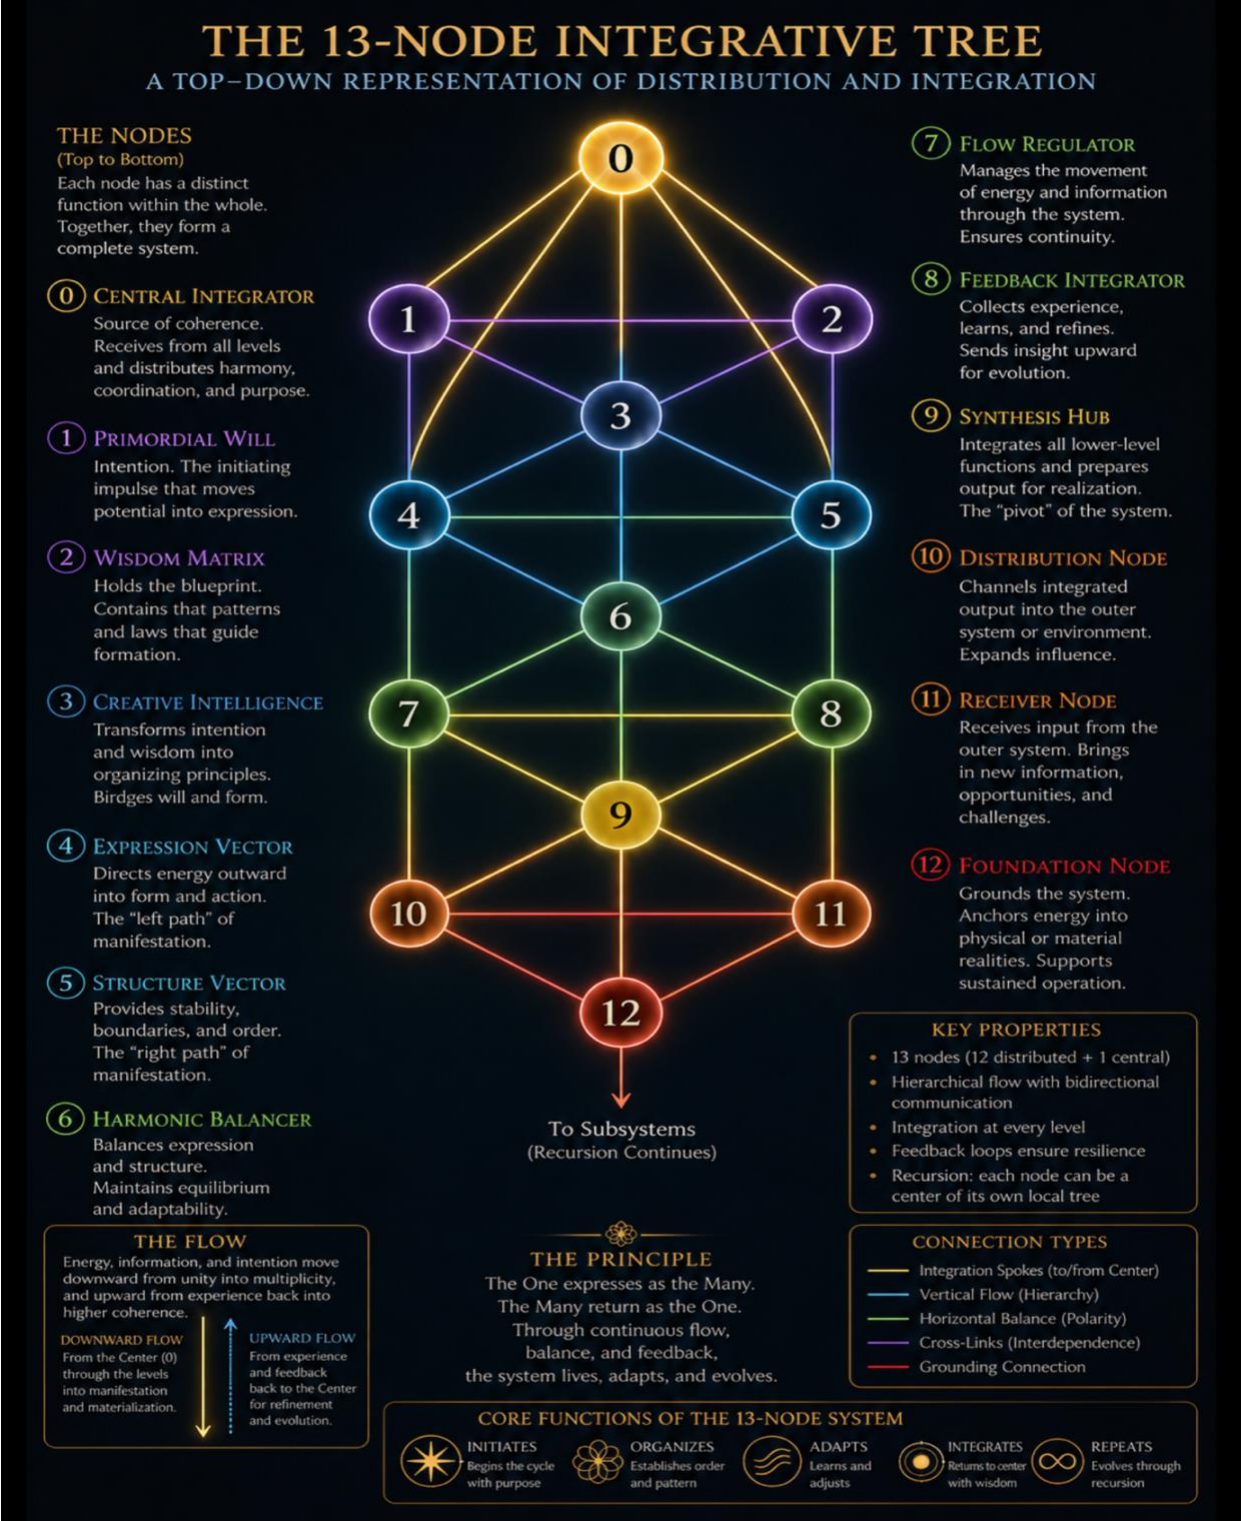 THE 13-NODE INTEGRATIVE TREE
A TOP-DOWN REPRESENTATION OF DISTRIBUTION AND INTEGRATION
THE NODES
(Top to Bottom)
Each node has a distinct
function within the whole.
Together, they form a
complete system.
0 CENTRAL INTEGRATOR
Source of coherence.
Receives from all levels
and distributes harmony,
coordination, and purpose.
1 PRIMORDIAL WILL
Intention. The initiating
impulse that moves
potential into expression.
2 WISDOM MATRIX
Holds the blueprint.
Contains that patterns
and laws that guide
formation.
3 CREATIVE INTELLIGENCE
Transforms intention
and wisdom into
organizing principles.
Birdges will and form.
4 EXPRESSION VECTOR
Directs energy outward
into form and action.
The “left path” of
manifestation.
5 STRUCTURE VECTOR
Provides stability,
boundaries, and order.
The “right path” of
manifestation.
6 HARMONIC BALANCER
Balances expression
and structure.
Maintains equilibrium
and adaptability.
0
1
2
3
4
5
6
7
8
9
10
11
12
To Subsystems
(Recursion Continues)
7 FLOW REGULATOR
Manages the movement
of energy and information
through the system.
Ensures continuity.
8 FEEDBACK INTEGRATOR
Collects experience,
learns, and refines.
Sends insight upward
for evolution.
9 SYNTHESIS HUB
Integrates all lower-level
functions and prepares
output for realization.
The “pivot” of the system.
10 DISTRIBUTION NODE
Channels integrated
output into the outer
system or environment.
Expands influence.
11 RECEIVER NODE
Receives input from the
outer system. Brings
in new information,
opportunities, and
challenges.
12 FOUNDATION NODE
Grounds the system.
Anchors energy into
physical or material
realities. Supports
sustained operation.
KEY PROPERTIES
• 13 nodes (12 distributed + 1 central)
• Hierarchical flow with bidirectional
communication
• Integration at every level
• Feedback loops ensure resilience
• Recursion: each node can be a
center of its own local tree
THE FLOW
Energy, information, and intention move
downward from unity into multiplicity,
and upward from experience back into
higher coherence.
DOWNWARD FLOW
From the Center (0)
through the levels
into manifestation
and materialization.
UPWARD FLOW
From experience
and feedback
back to the Center
for refinement
and evolution.
THE PRINCIPLE
The One expresses as the Many.
The Many return as the One.
Through continuous flow,
balance, and feedback,
the system lives, adapts, and evolves.
CONNECTION TYPES
Integration Spokes (to/from Center)
Vertical Flow (Hierarchy)
Horizontal Balance (Polarity)
Cross-Links (Interdependence)
Grounding Connection
CORE FUNCTIONS OF THE 13-NODE SYSTEM
INITIATES
Begins the cycle
with purpose
ORGANIZES
Establishes order
and pattern
ADAPTS
Learns and
adjusts
INTEGRATES
Returns to center
with wisdom
REPEATS
Evolves through
recursion